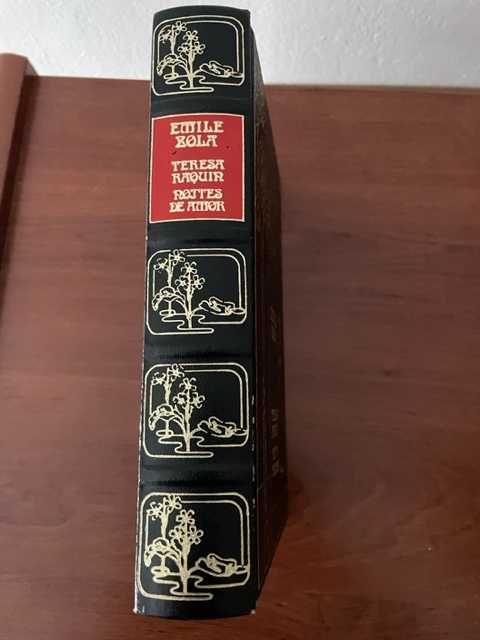 EMILE
ZOLA
TERESA
RAQUIN
NOITES
DE AMOR